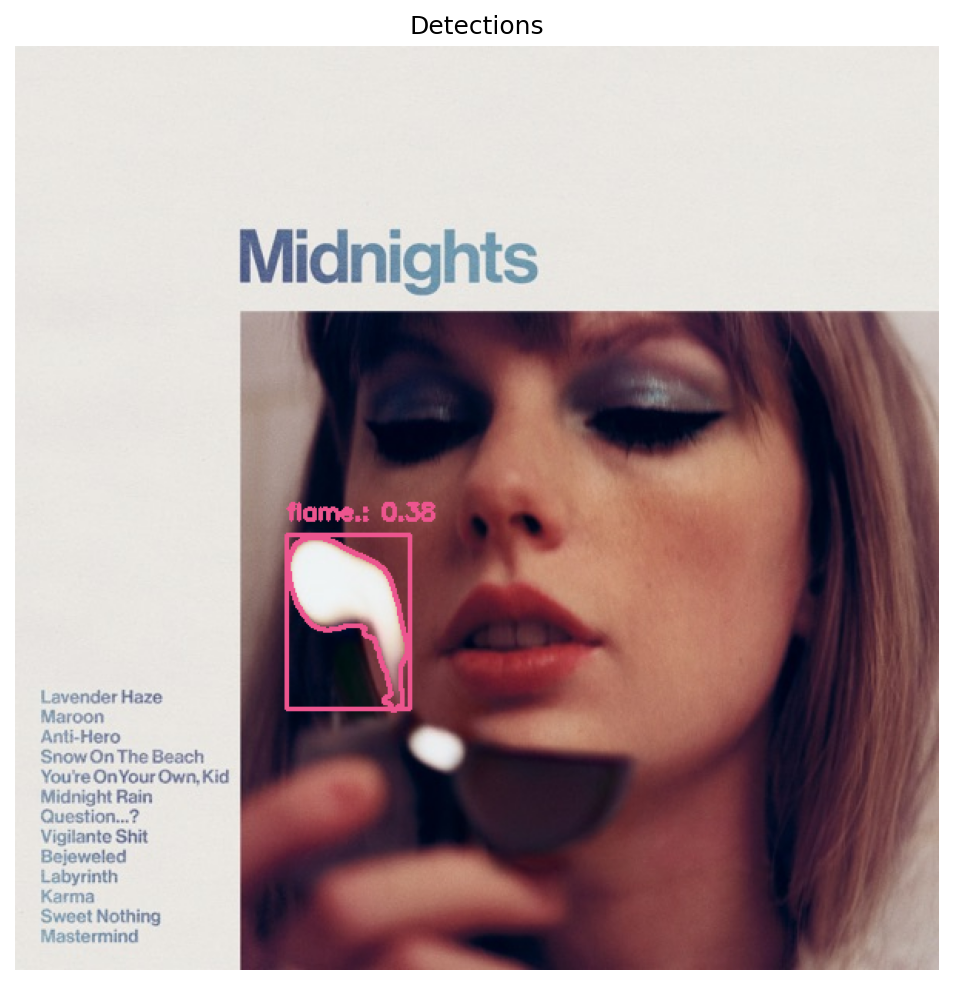 Detections
Midnights
flame.: 0.38
Lavender Haze
Maroon
Anti-Hero
Snow On The Beach
You're On Your Own, Kid
Midnight Rain
Question...?
Vigilante Shit
Bejeweled
Labyrinth
Karma
Sweet Nothing
Mastermind